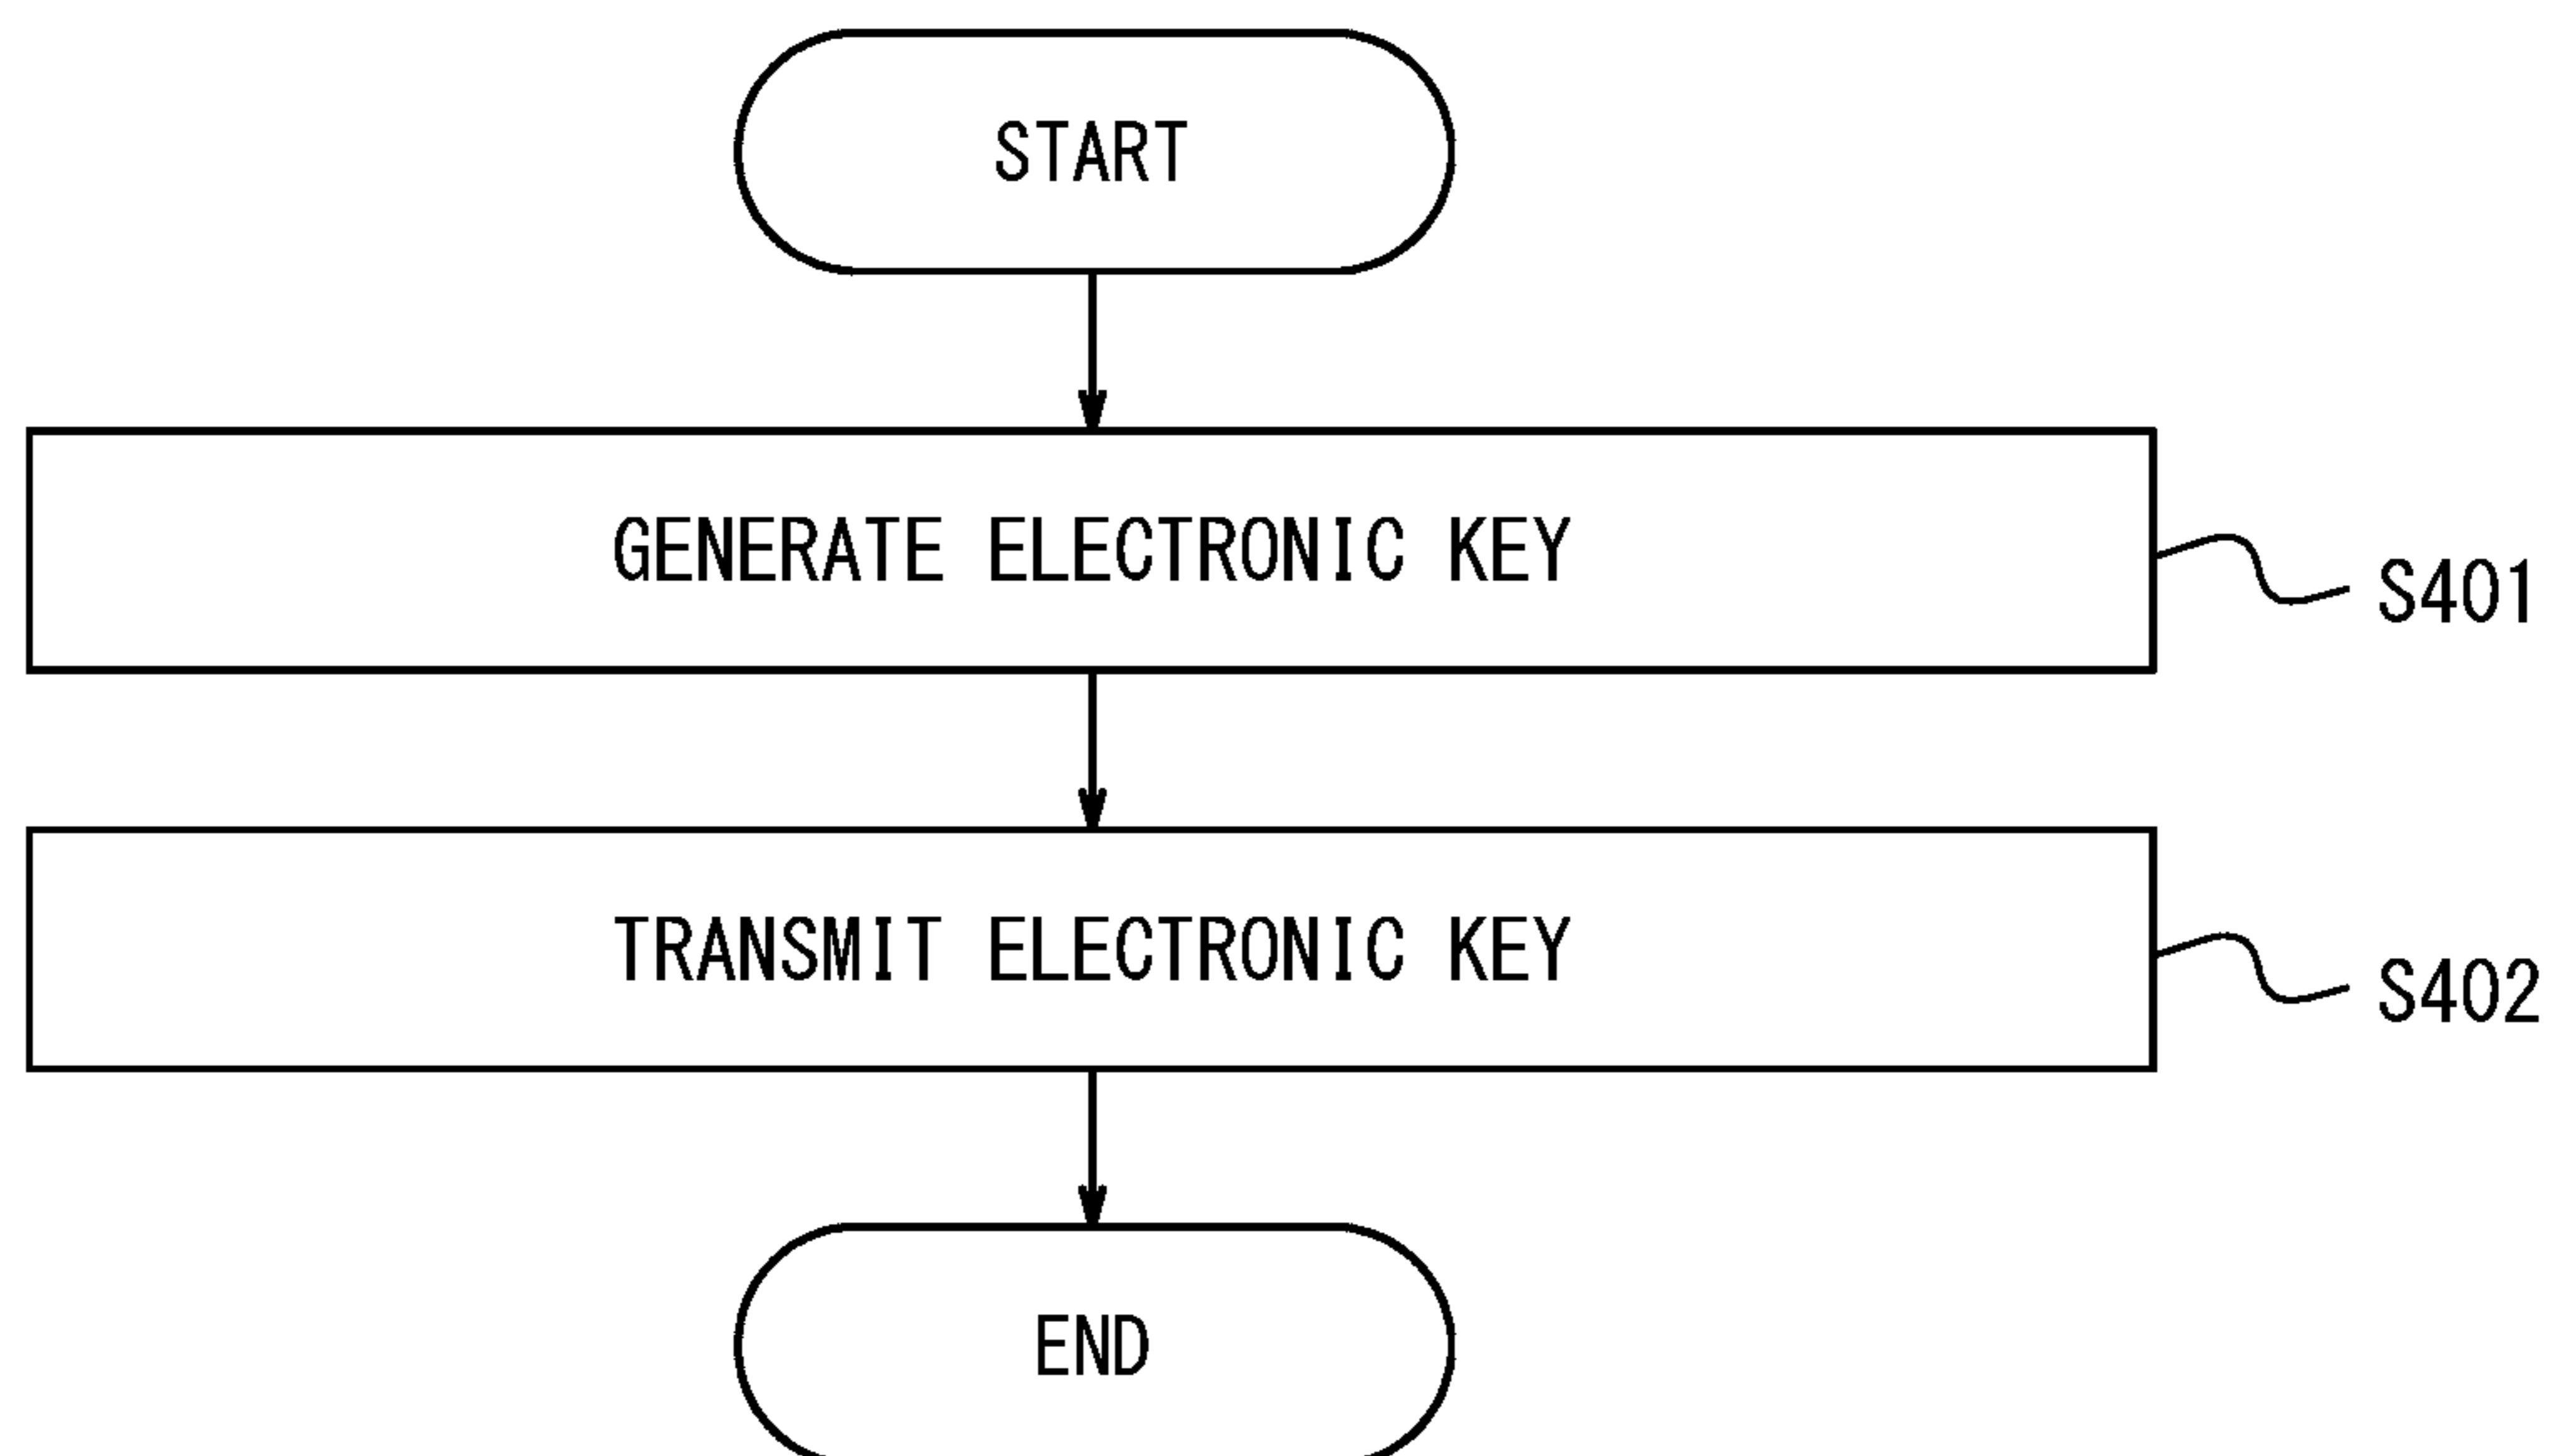 START
GENERATE ELECTRONIC KEY
S401
TRANSMIT ELECTRONIC KEY
S402
END